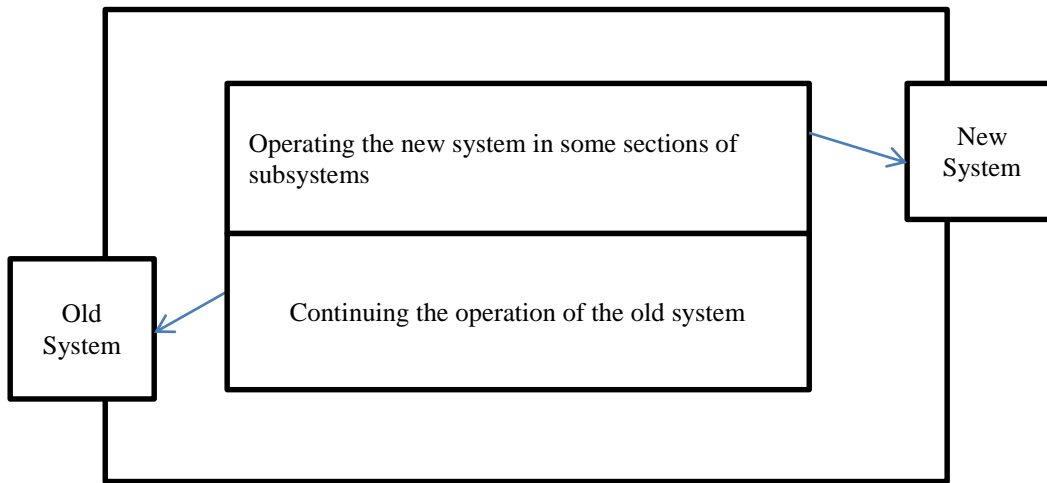 Operating the new system in some sections of
subsystems
New
System
Continuing the operation of the old system
Old
System